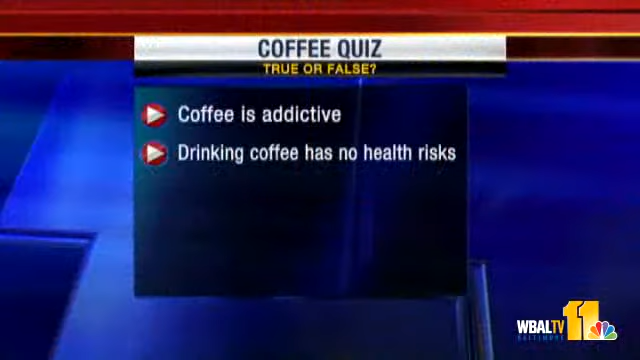 COFFEE QUIZ
TRUE OR FALSE?
Coffee is addictive
Drinking coffee has no health risks
WBALTV 11
BALTIMORE